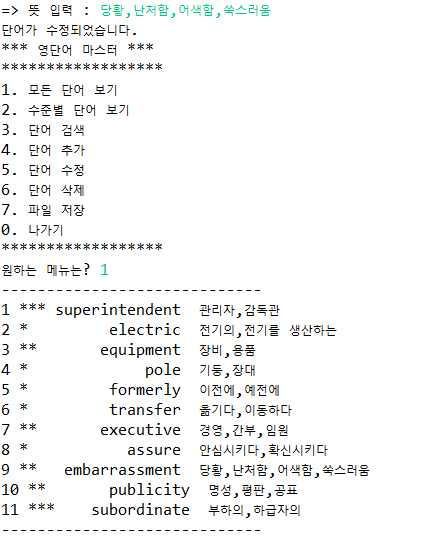 => 뜻 입력 : 당황,난처함,어색함,쑥스러움
단어가 수정되었습니다.
*** 영단어 마스터 ***
******************
1. 모든 단어 보기
2. 수준별 단어 보기
3. 단어 검색
4. 단어 추가
5. 단어 수정
6. 단어 삭제
7. 파일 저장
0. 나가기
******************
원하는 메뉴는? 1
-----------------------------
1 *** superintendent 관리자,감독관
2 * electric 전기의,전기를 생산하는
3 ** equipment 장비,용품
4 * pole 기둥,장대
5 * formerly 이전에,예전에
6 * transfer 옮기다,이동하다
7 ** executive 경영,간부,임원
8 * assure 안심시키다,확신시키다
9 ** embarrassment 당황,난처함,어색함,쑥스러움
10 ** publicity 명성,평판,공표
11 *** subordinate 부하의,하급자의
-----------------------------